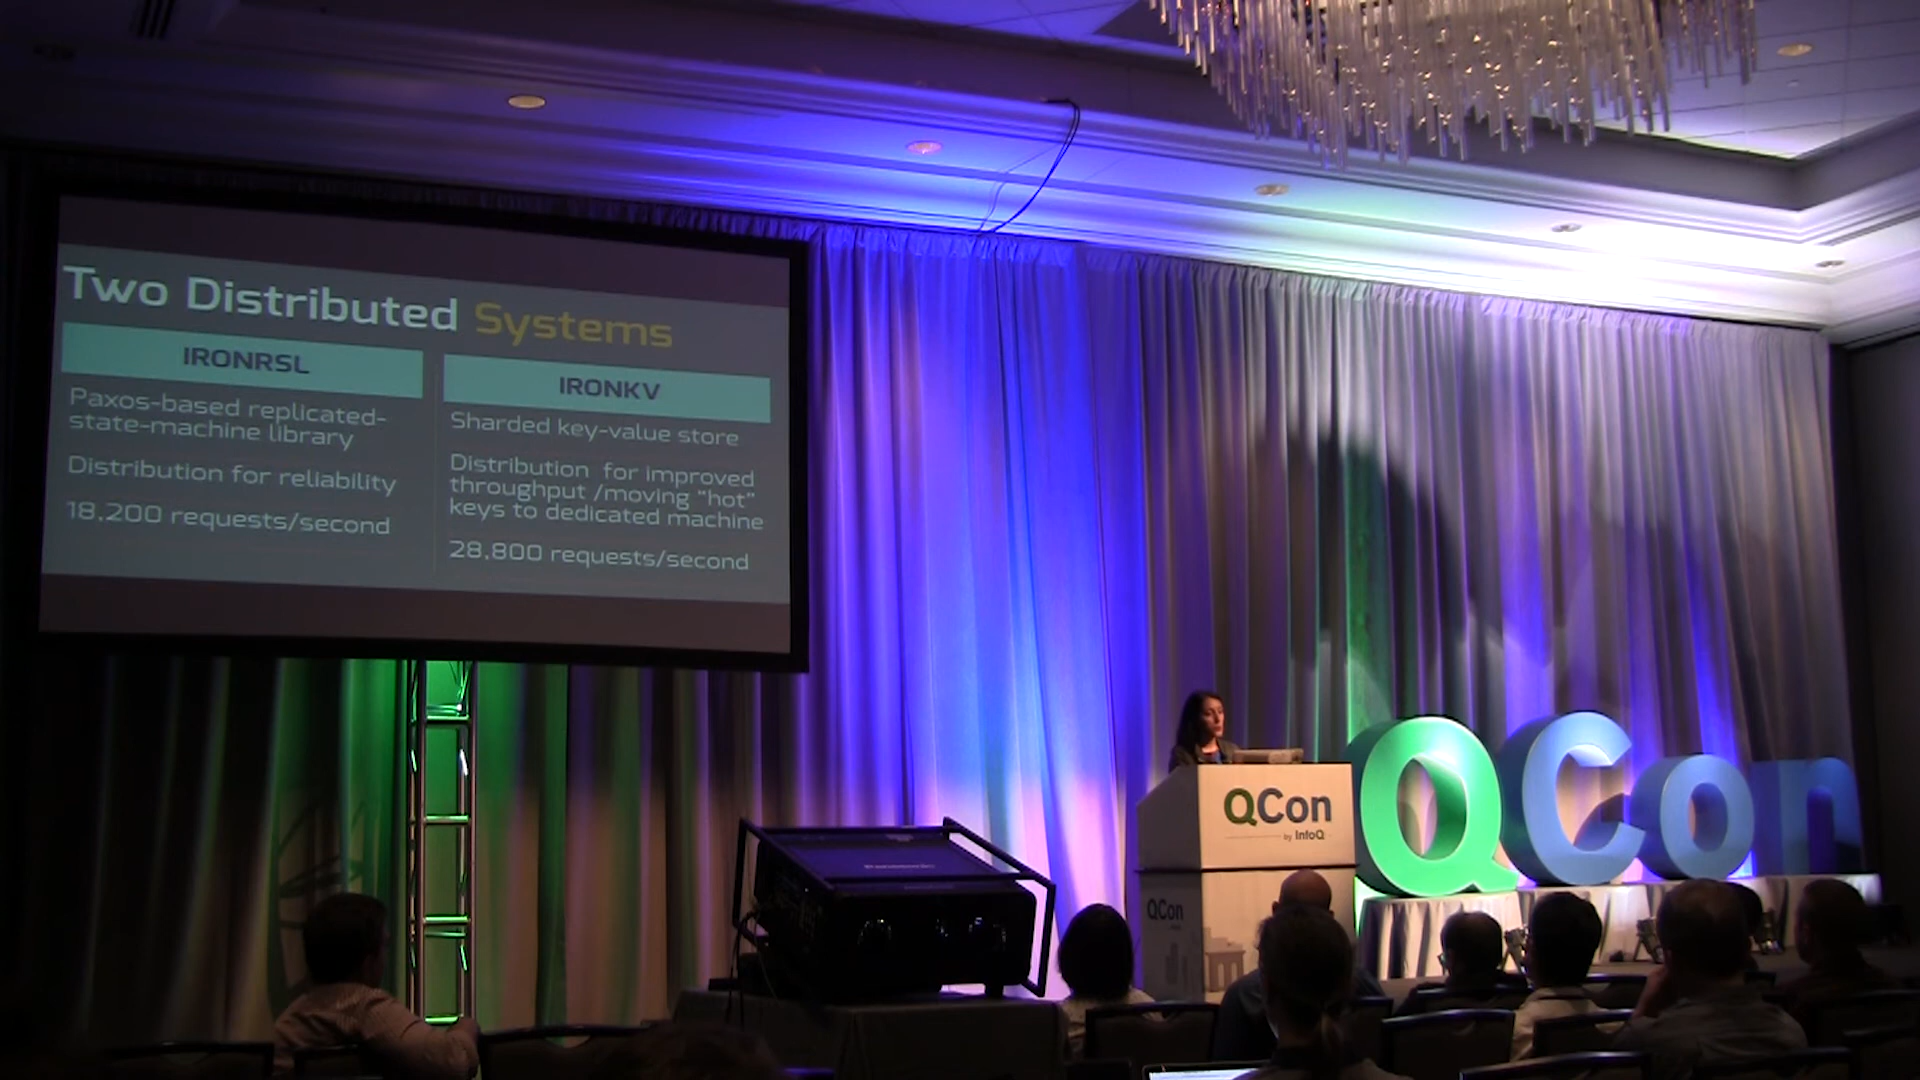 Two Distributed Systems
IRONRSL
Paxos-based replicated-
state-machine library
Distribution for reliability
18,200 requests/second
IRONKV
Sharded key-value store
Distribution for improved
throughput /moving "hot"
keys to dedicated machine
28,800 requests/second
QCon
by InfoQ
QCon
QCon